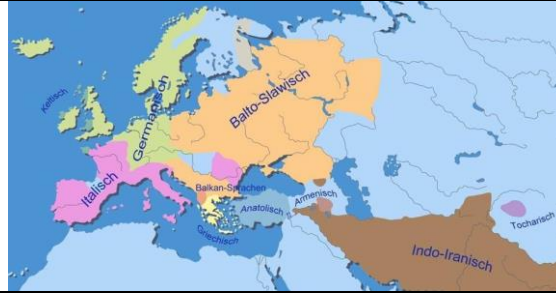 Keltisch
Germanisch
Balto-Slawisch
Italisch
Balkan-Sprachen
Griechisch
Anatolisch
Armenisch
Tocharisch
Indo-Iranisch